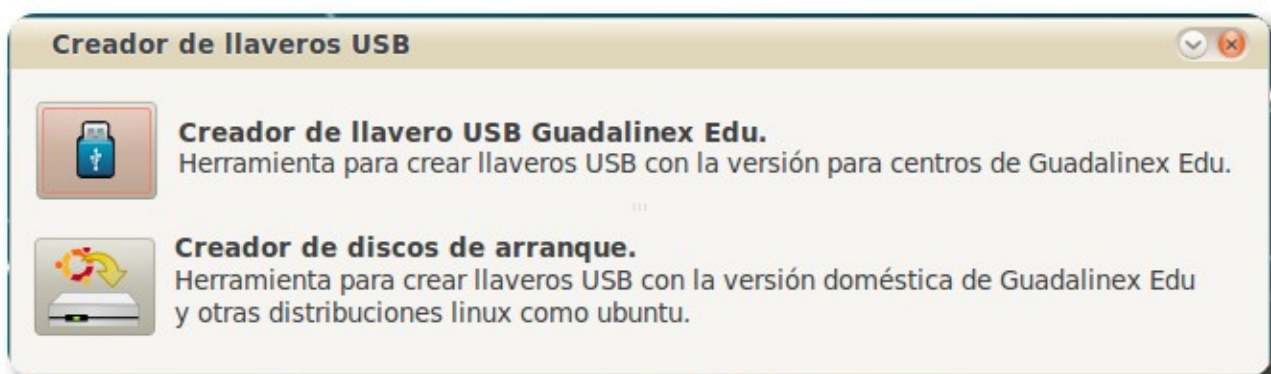 Creador de llaveros USB
Creador de llavero USB Guadalinex Edu.
Herramienta para crear llaveros USB con la versión para centros de Guadalinex Edu.
Creador de discos de arranque.
Herramienta para crear llaveros USB con la versión doméstica de Guadalinex Edu
y otras distribuciones linux como ubuntu.